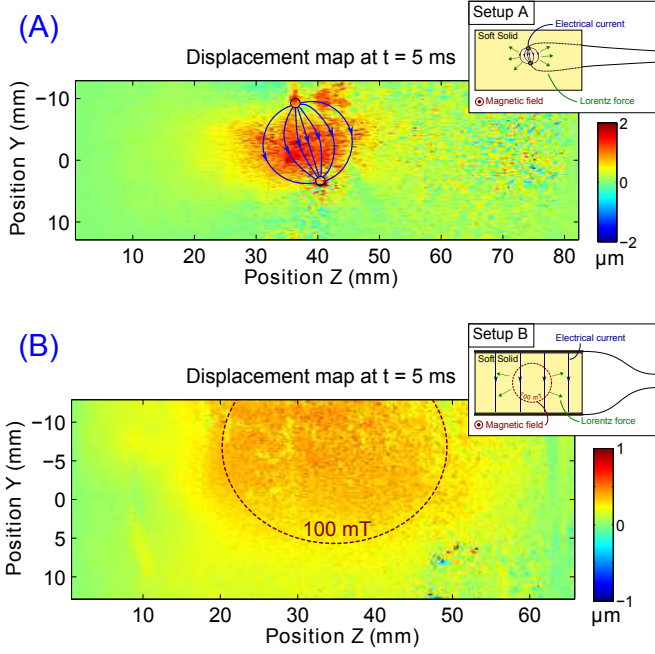 (A)
Displacement map at t = 5 ms
Setup A
Electrical current
Soft Solid
Magnetic field
Lorentz force
Position Y (mm)
−10
0
10
10
20
30
40
50
60
70
80
Position Z (mm)
2
0
−2
µm
(B)
Displacement map at t = 5 ms
Setup B
Electrical current
Soft Solid
100 mT
Magnetic field
Lorentz force
Position Y (mm)
−10
−5
0
5
10
100 mT
10
20
30
40
50
60
Position Z (mm)
1
0
−1
µm